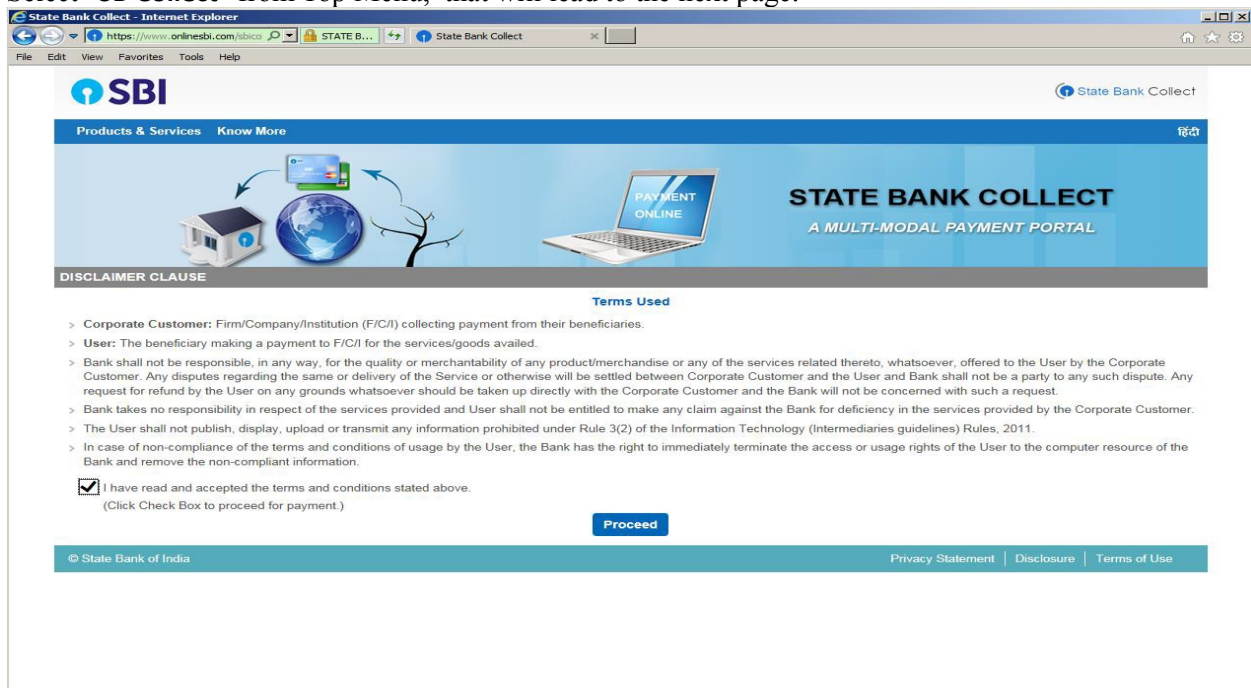 Select "SB Collect" from Top Menu, that will lead to the next page:
State Bank Collect - Internet Explorer
https://www.onlinesbi.com/sbico
STATE B...
State Bank Collect
File Edit View Favorites Tools Help
SBI
State Bank Collect
Products & Services Know More
हिंदी
PAYMENT
ONLINE
STATE BANK COLLECT
A MULTI-MODAL PAYMENT PORTAL
DISCLAIMER CLAUSE
Terms Used
> Corporate Customer: Firm/Company/Institution (F/C/I) collecting payment from their beneficiaries.
> User: The beneficiary making a payment to F/C/I for the services/goods availed.
> Bank shall not be responsible, in any way, for the quality or merchantability of any product/merchandise or any of the services related thereto, whatsoever, offered to the User by the Corporate
Customer. Any disputes regarding the same or delivery of the Service or otherwise will be settled between Corporate Customer and the User and Bank shall not be a party to any such dispute. Any
request for refund by the User on any grounds whatsoever should be taken up directly with the Corporate Customer and the Bank will not be concerned with such a request.
> Bank takes no responsibility in respect of the services provided and User shall not be entitled to make any claim against the Bank for deficiency in the services provided by the Corporate Customer.
> The User shall not publish, display, upload or transmit any information prohibited under Rule 3(2) of the Information Technology (Intermediaries guidelines) Rules, 2011.
> In case of non-compliance of the terms and conditions of usage by the User, the Bank has the right to immediately terminate the access or usage rights of the User to the computer resource of the
Bank and remove the non-compliant information.
I have read and accepted the terms and conditions stated above.
(Click Check Box to proceed for payment.)
Proceed
© State Bank of India
Privacy Statement | Disclosure | Terms of Use